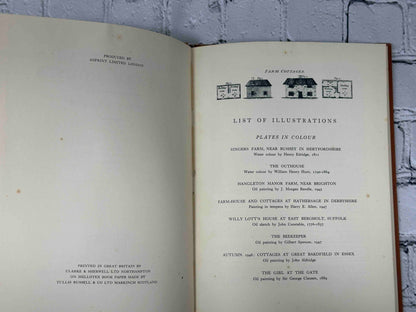 PRODUCED BY
ADPRINT LIMITED LONDON
PRINTED IN GREAT BRITAIN BY
CLARKE & SHERWELL LTD NORTHAMPTON
ON MELLOTEX BOOK PAPER MADE BY
TULLIS RUSSELL & CO LTD MARKINCH SCOTLAND
FARM COTTAGES
LIST OF ILLUSTRATIONS
PLATES IN COLOUR
SINGERS FARM, NEAR BUSHEY IN HERTFORDSHIRE
Water colour by Henry Edridge, 1811
THE OUTHOUSE
Water colour by William Henry Hunt, 1790-1864
HANGLETON MANOR FARM, NEAR BRIGHTON
Oil painting by J. Morgan Rendle, 1943
FARM-HOUSE AND COTTAGES AT HATHERSAGE IN DERBYSHIRE
Painting in tempera by Harry E. Allen, 1945
WILLY LOTT'S HOUSE AT EAST BERGHOLT, SUFFOLK
Oil sketch by John Constable, 1776-1837
THE BEEKEEPER
Oil painting by Gilbert Spencer, 1947
AUTUMN 1946: COTTAGES AT GREAT BARDFIELD IN ESSEX
Oil painting by John Aldridge
THE GIRL AT THE GATE
Oil painting by Sir George Clausen, 1889